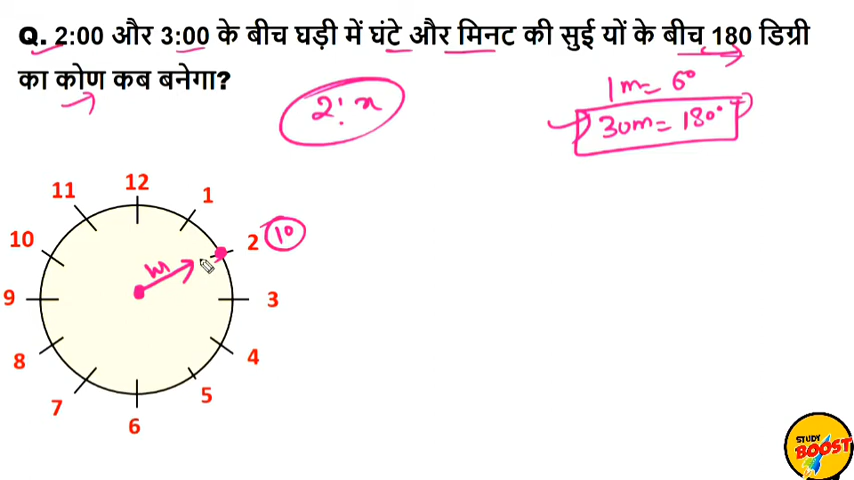 Q. 2:00 और 3:00 के बीच घड़ी में घंटे और मिनट की सुई यों के बीच 180 डिग्री
का कोण कब बनेगा?
1m = 6°
30m = 180°
2:x
12
11
1
10
2
10
9
3
8
4
7
5
6
STUDY
BOOST